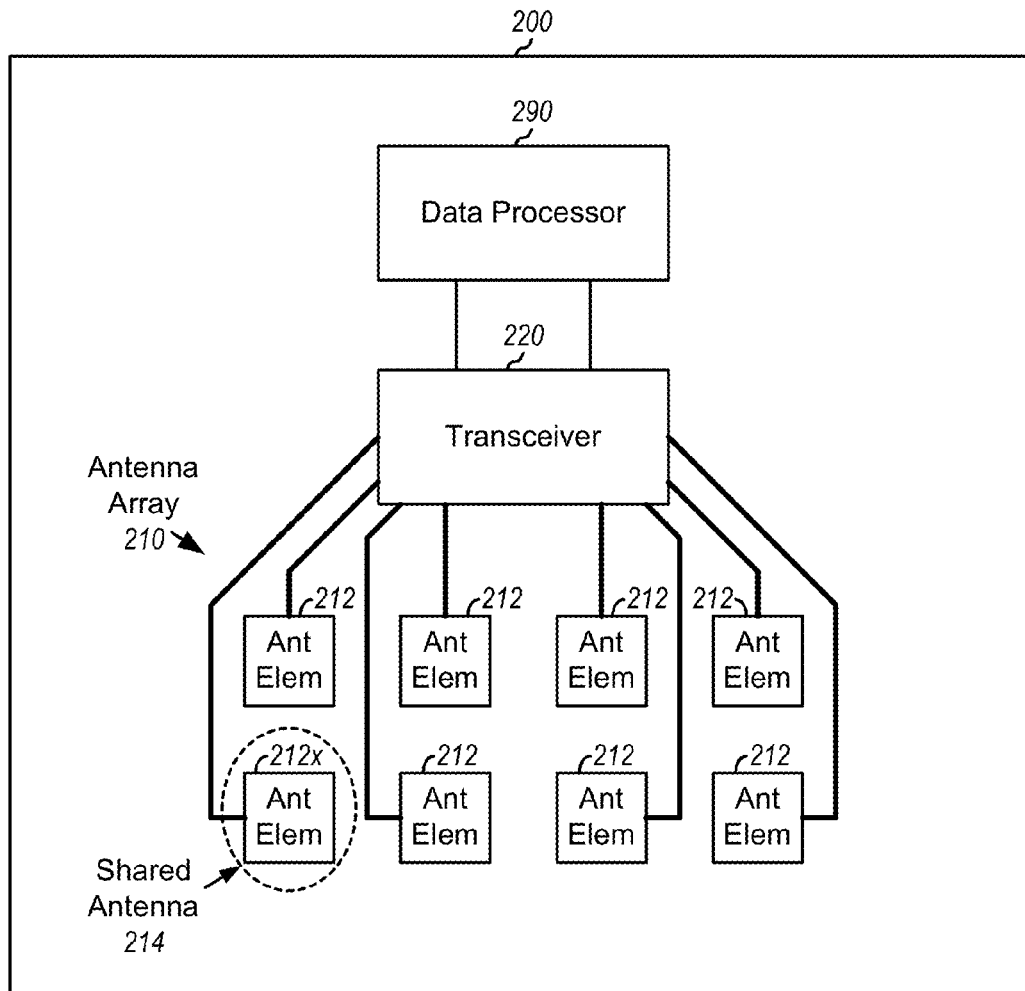 200
290
Data Processor
220
Transceiver
Antenna
Array
210
212
212
212
212
Ant
Elem
Ant
Elem
Ant
Elem
Ant
Elem
212x
212
212
212
Ant
Elem
Ant
Elem
Ant
Elem
Ant
Elem
Shared
Antenna
214